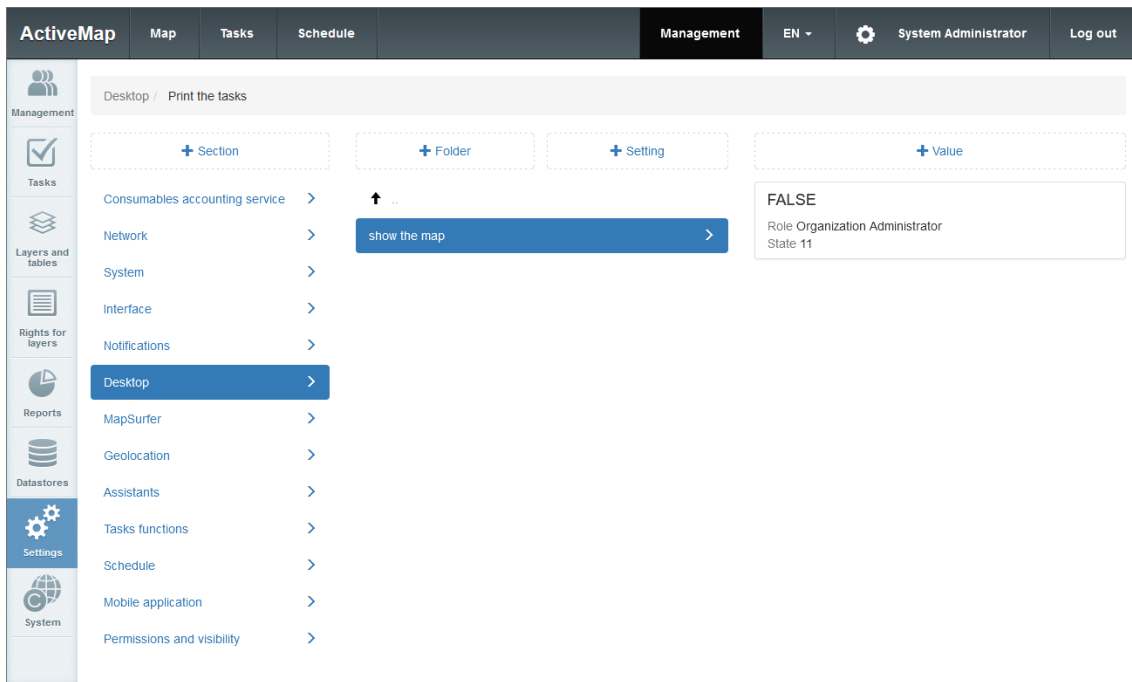 ActiveMap Map Tasks Schedule Management EN System Administrator Log out
Management
Tasks
Layers and
tables
Rights for
layers
Reports
Datastores
Settings
System
Desktop / Print the tasks
+ Section
+ Folder
+ Setting
+ Value
Consumables accounting service
Network
System
Interface
Notifications
Desktop
MapSurfer
Geolocation
Assistants
Tasks functions
Schedule
Mobile application
Permissions and visibility
..
show the map
FALSE
Role Organization Administrator
State 11